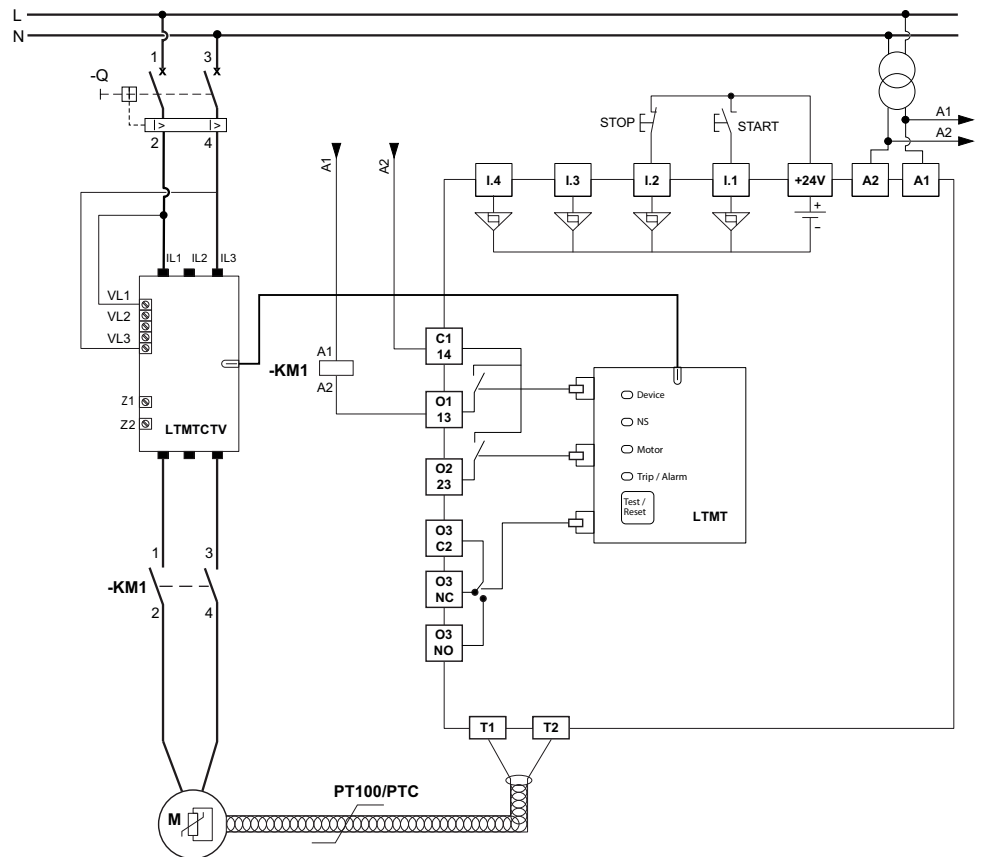 L
N
1
3
-Q
I>
I>
2
4
A1
A2
A1
A2
STOP
START
I.4
I.3
I.2
I.1
+24V
A2
A1
+
−
IL1
IL2
IL3
VL1
VL2
VL3
Z1
Z2
LTMTCTV
-KM1
A1
A2
C1
14
O1
13
O2
23
O3
C2
O3
NC
O3
NO
Device
NS
Motor
Trip / Alarm
Test /
Reset
LTMT
1
3
-KM1
2
4
T1
T2
PT100/PTC
M